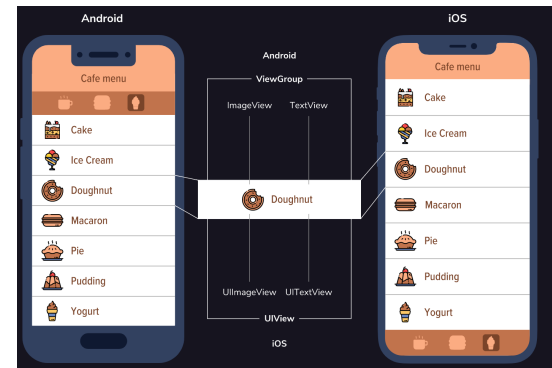 Android
Cafe menu
Cake
Ice Cream
Doughnut
Macaron
Pie
Pudding
Yogurt
Android
ViewGroup
ImageView TextView
Doughnut
UIImageView UITextView
UIView
iOS
iOS
Cafe menu
Cake
Ice Cream
Doughnut
Macaron
Pie
Pudding
Yogurt